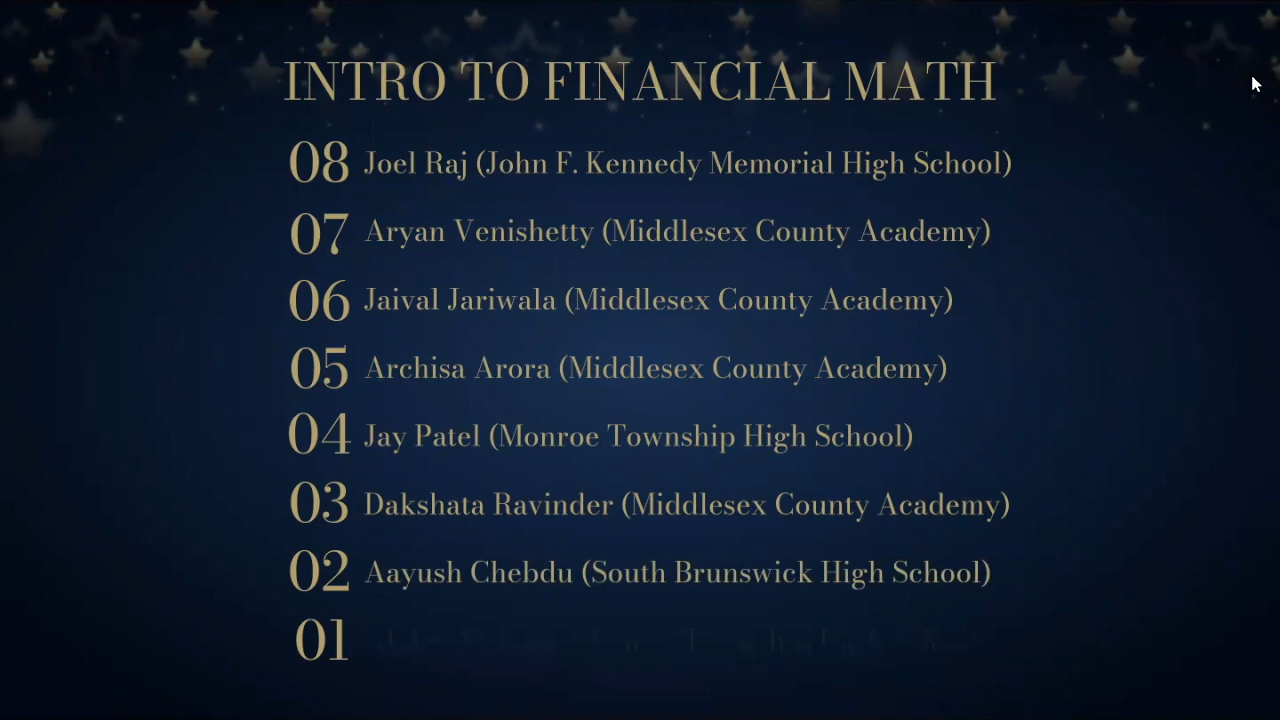 INTRO TO FINANCIAL MATH
08 Joel Raj (John F. Kennedy Memorial High School)
07 Aryan Venishetty (Middlesex County Academy)
06 Jaival Jariwala (Middlesex County Academy)
05 Archisa Arora (Middlesex County Academy)
04 Jay Patel (Monroe Township High School)
03 Dakshata Ravinder (Middlesex County Academy)
02 Aayush Chebdu (South Brunswick High School)
01